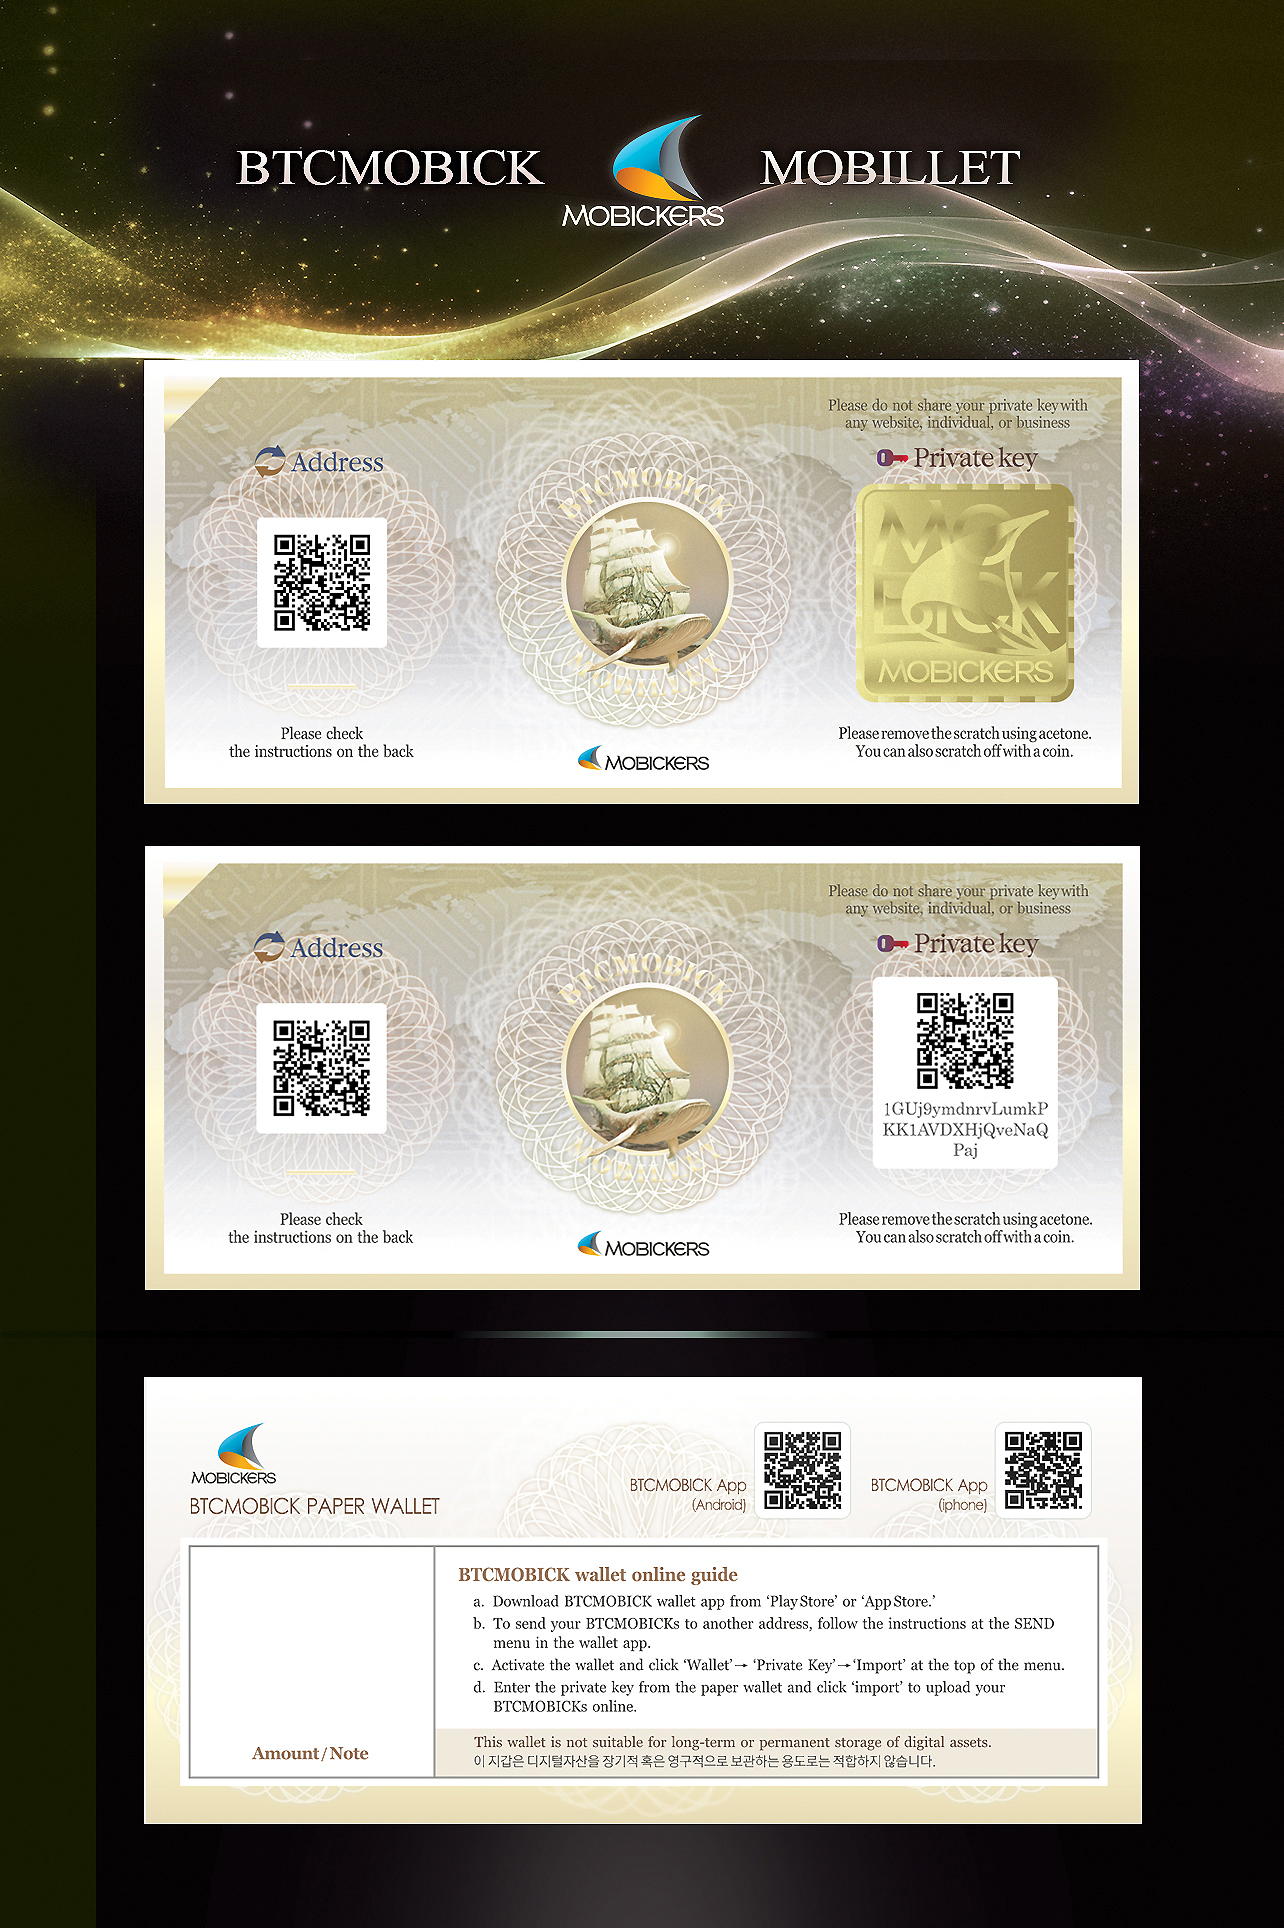 BTCMOBICK
MOBICKERS
MOBILLET
Please do not share your private key with
any website, individual, or business
Address
Private key
BTCMOBICK
MOBILLET
MO
BICK
MOBICKERS
Please check
the instructions on the back
MOBICKERS
Please remove the scratch using acetone.
You can also scratch off with a coin.
Please do not share your private key with
any website, individual, or business
Address
Private key
BTCMOBICK
MOBILLET
1GUj9ymdnrvLumkP
KK1AVDXHjQveNaQ
Paj
Please check
the instructions on the back
MOBICKERS
Please remove the scratch using acetone.
You can also scratch off with a coin.
MOBICKERS
BTCMOBICK PAPER WALLET
BTCMOBICK App
(Android)
BTCMOBICK App
(iphone)
Amount / Note
BTCMOBICK wallet online guide
a. Download BTCMOBICK wallet app from ‘Play Store’ or ‘App Store.’
b. To send your BTCMOBICKs to another address, follow the instructions at the SEND
menu in the wallet app.
c. Activate the wallet and click ‘Wallet’→ ‘Private Key’→‘Import’ at the top of the menu.
d. Enter the private key from the paper wallet and click ‘import’ to upload your
BTCMOBICKs online.
This wallet is not suitable for long-term or permanent storage of digital assets.
이 지갑은 디지털자산을 장기적 혹은 영구적으로 보관하는 용도로는 적합하지 않습니다.